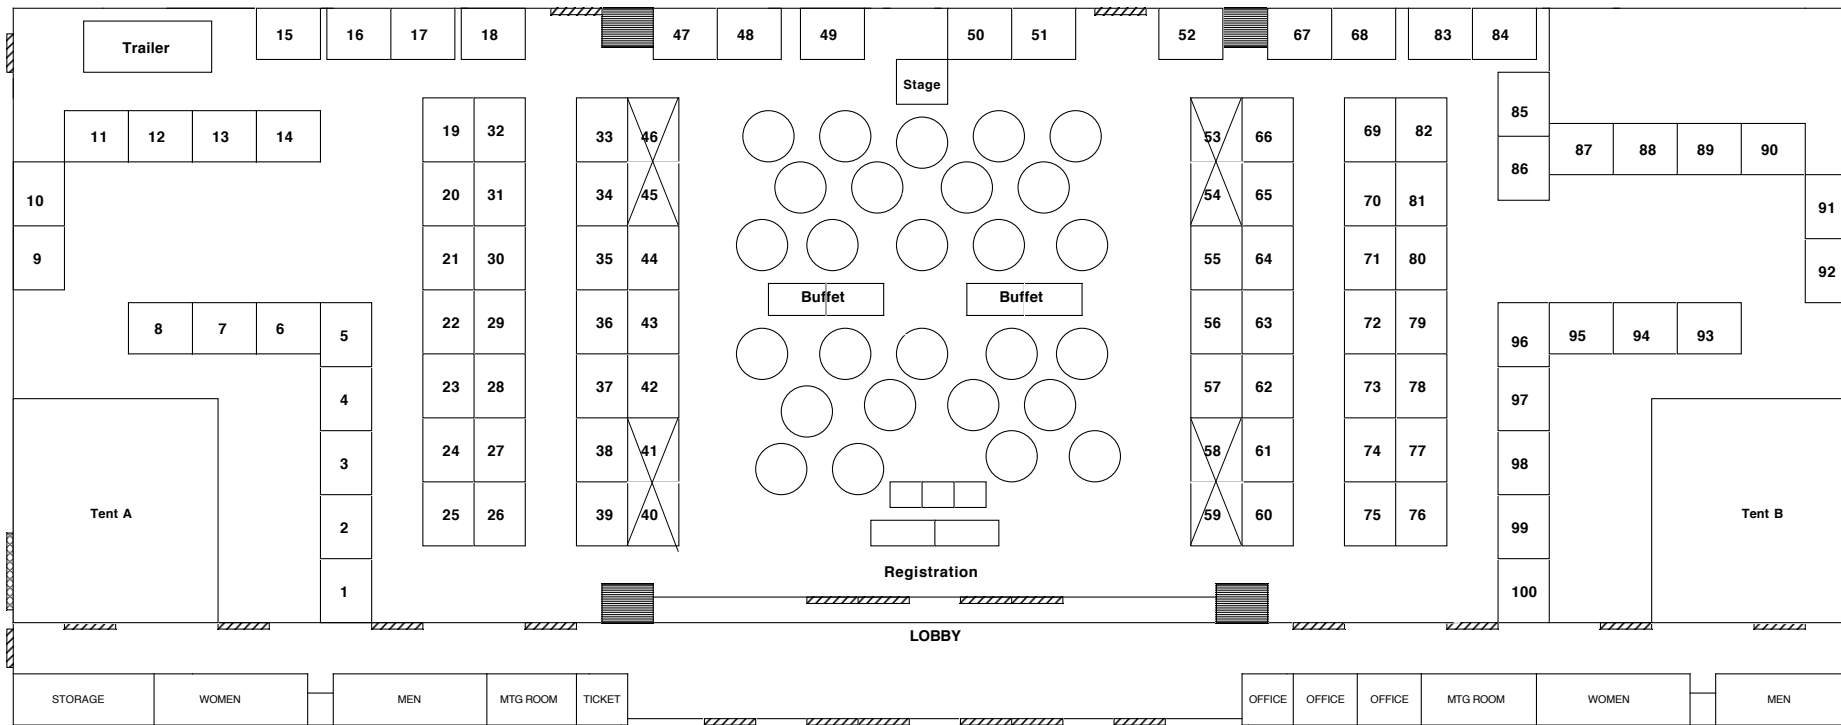 15 16 17 18 47 48 49 50 51 52 67 68 83 84
Trailer
Stage
85
11 12 13 14 19 32 33 46 53 66 69 82
87 88 89 90
86
10 20 31 34 45 54 65 70 81 91
9 21 30 35 44 55 64 71 80 92
Buffet Buffet
8 7 6 5 22 29 36 43 56 63 72 79 96 95 94 93
4 23 28 37 42 57 62 73 78 97
3 24 27 38 41 58 61 74 77 98
Tent A 2 25 26 39 40 59 60 75 76 99 Tent B
Registration
1 100
LOBBY
STORAGE WOMEN MEN MTG ROOM TICKET OFFICE OFFICE OFFICE MTG ROOM WOMEN MEN